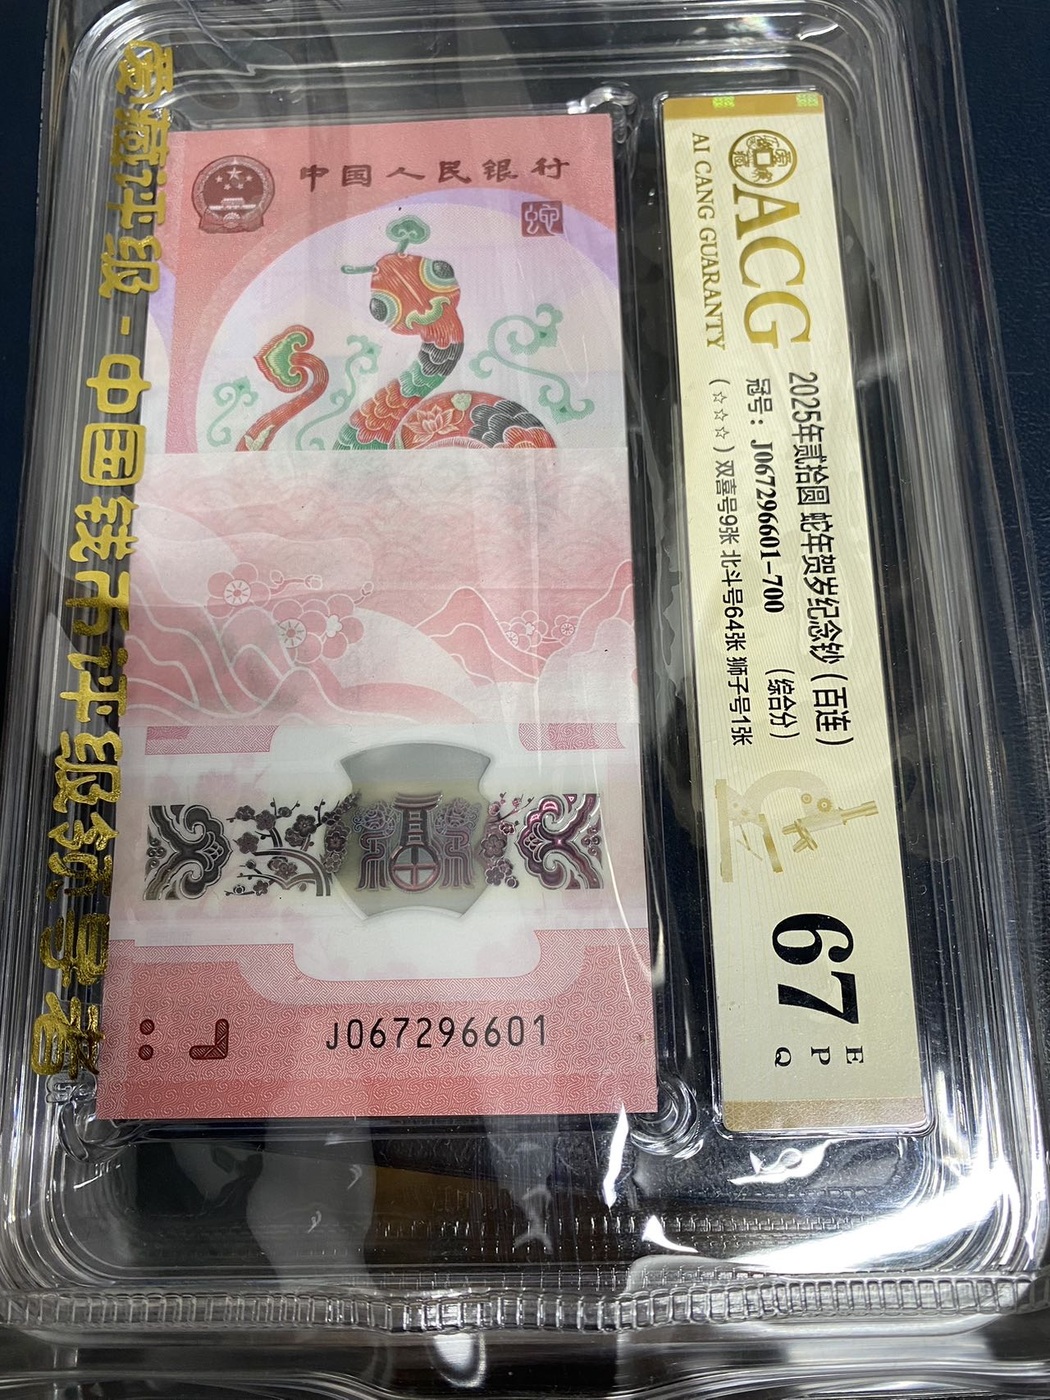 爱藏评级 - 中国钱币评级领导者
中国人民银行
J067296601
ACG
AI CANG GUARANTY
2025年贰拾圆 蛇年贺岁纪念钞（百连）
冠号：J067296601-700 （综合分）
（☆☆☆）双喜号9张 北斗号64张 狮子号1张
67
E
P
Q